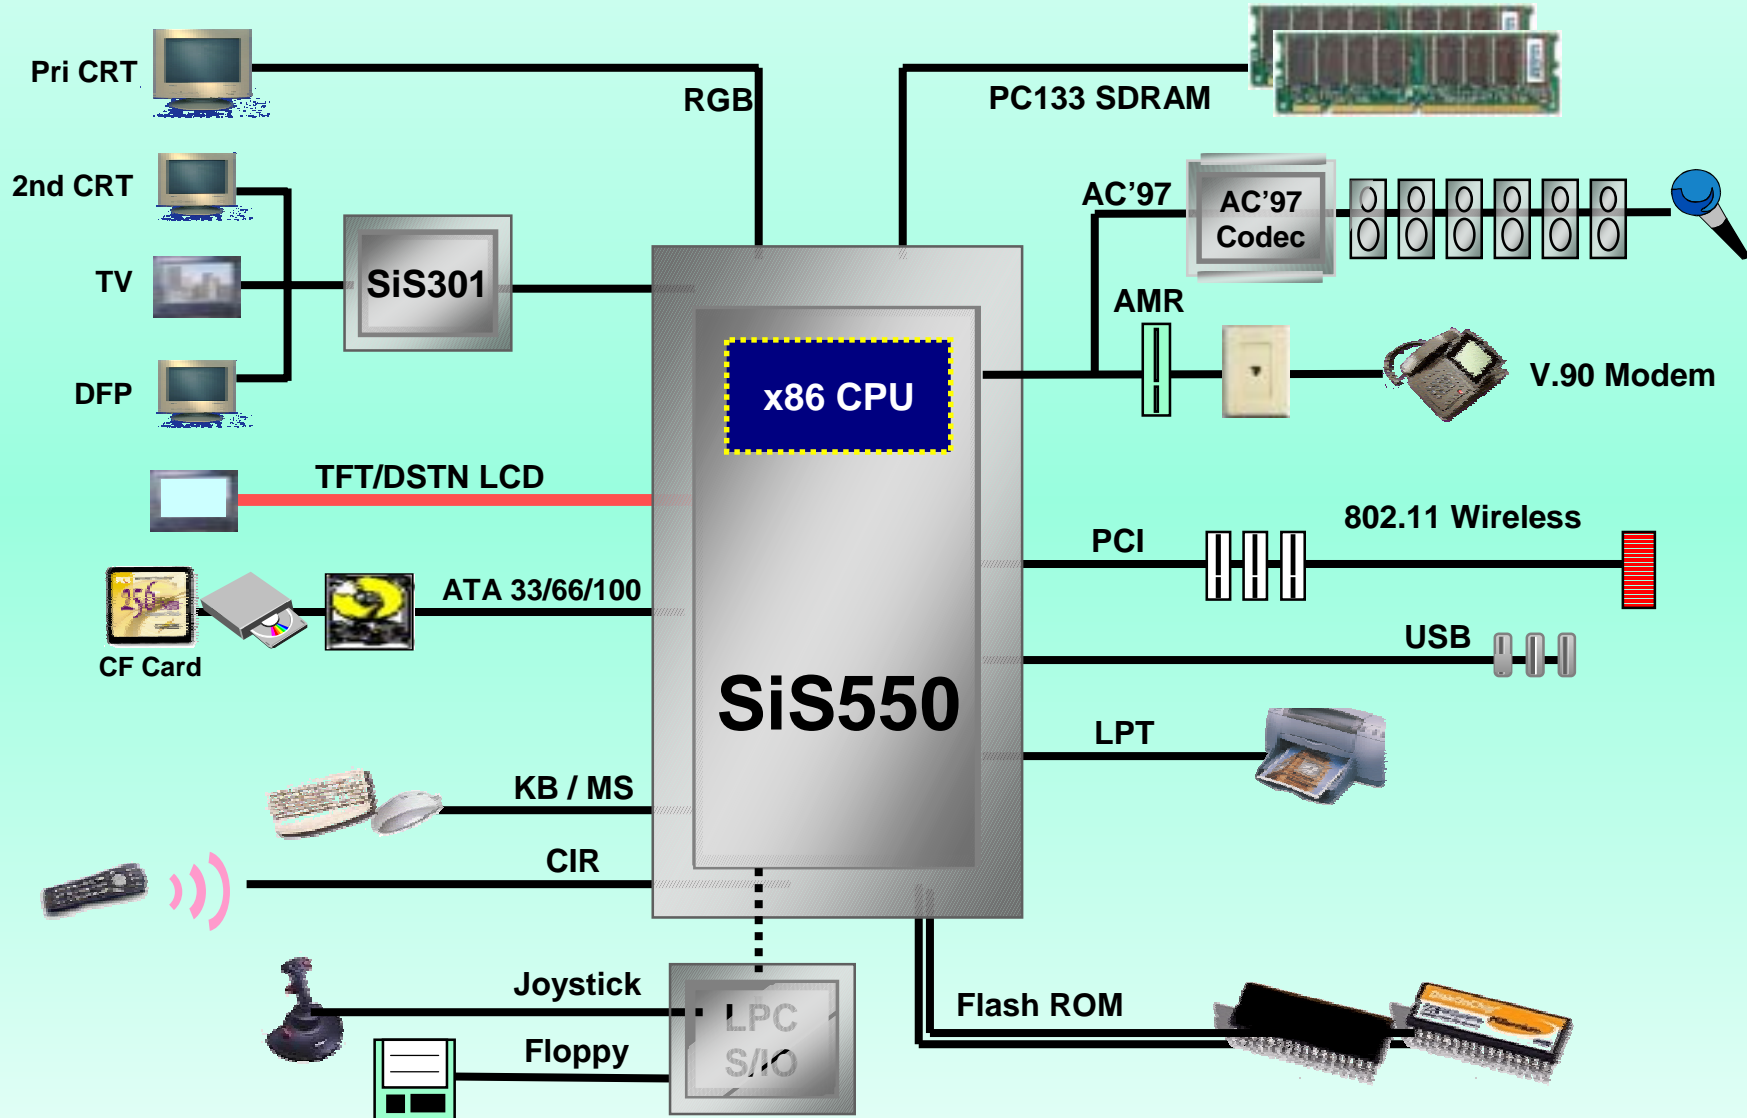 Pri CRT
RGB
PC133 SDRAM
2nd CRT
AC’97
AC’97
Codec
TV
SiS301
AMR
DFP
x86 CPU
V.90 Modem
TFT/DSTN LCD
802.11 Wireless
PCI
ATA 33/66/100
256
CF Card
USB
SiS550
LPT
KB / MS
CIR
Joystick
LPC
S/IO
Flash ROM
Floppy